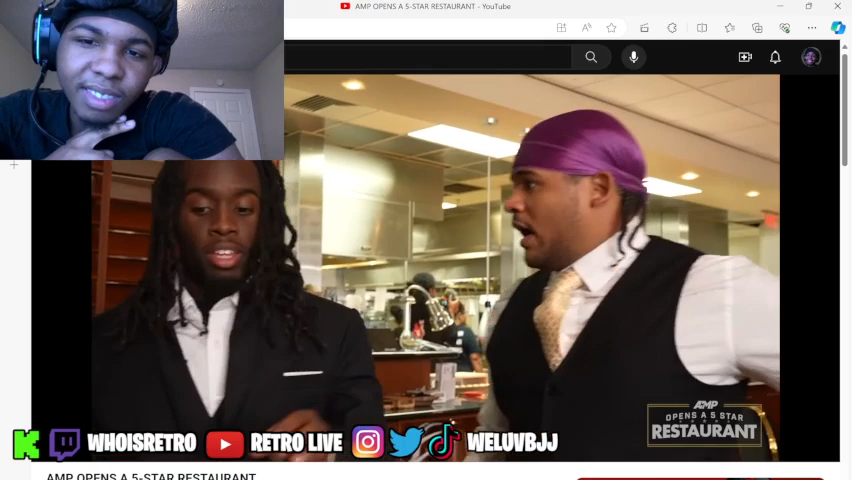 AMP OPENS A 5-STAR RESTAURANT - YouTube
AMP
OPENS A 5 STAR
RESTAURANT
WHOISRETRO
RETRO LIVE
WELUVBJJ
AMP OPENS A 5-STAR RESTAURANT